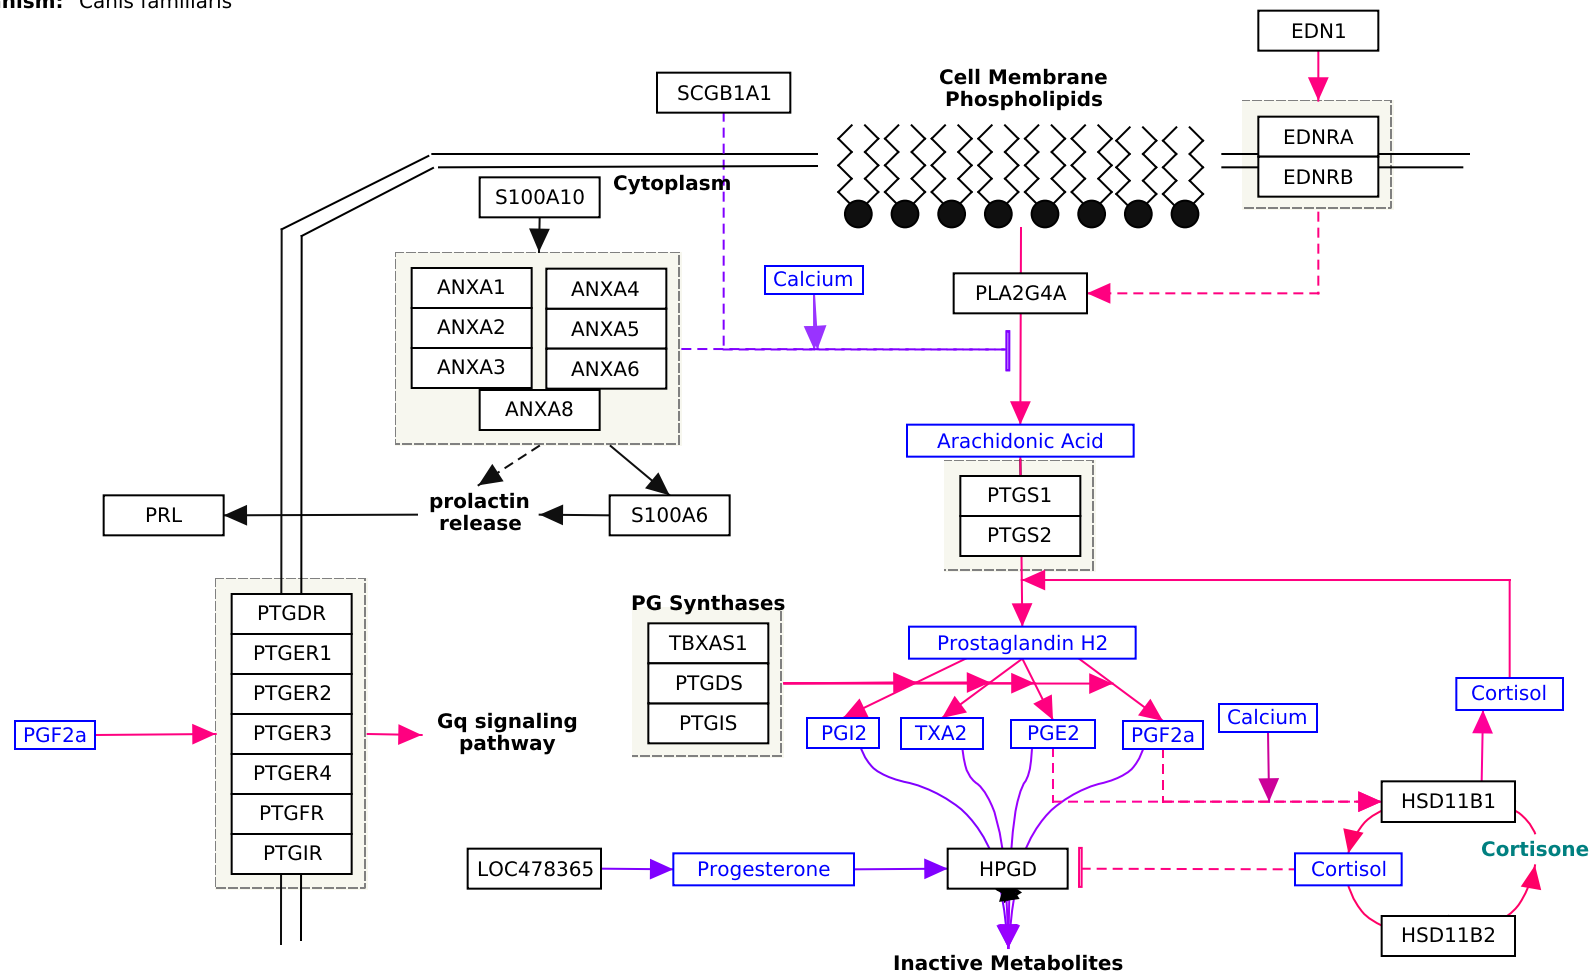 nism: Canis familiaris
EDN1
SCGB1A1
Cell Membrane
Phospholipids
EDNRA
EDNRB
Cytoplasm
S100A10
ANXA1
ANXA2
ANXA3
ANXA4
ANXA5
ANXA6
ANXA8
Calcium
PLA2G4A
Arachidonic Acid
PTGS1
PTGS2
prolactin
release
PRL
S100A6
PTGDR
PTGER1
PTGER2
PTGER3
PTGER4
PTGFR
PTGIR
PGF2a
Gq signaling
pathway
PG Synthases
TBXAS1
PTGDS
PTGIS
Prostaglandin H2
PGI2
TXA2
PGE2
PGF2a
Calcium
Cortisol
HSD11B1
Cortisone
Cortisol
HSD11B2
LOC478365
Progesterone
HPGD
Inactive Metabolites